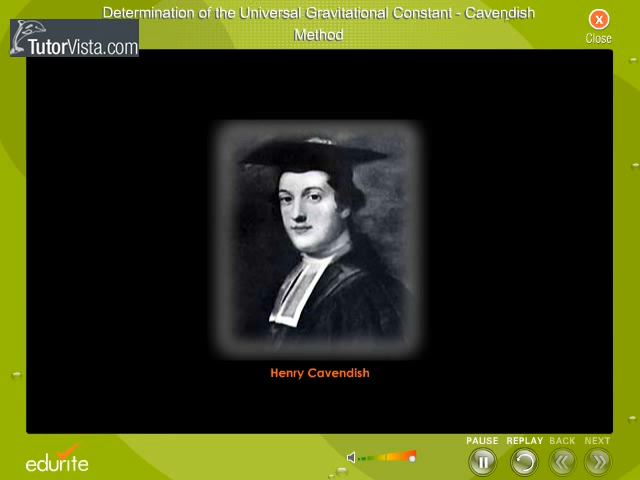 Determination of the Universal Gravitational Constant - Cavendish
Method
TutorVista.com
x
Close
Henry Cavendish
PAUSE REPLAY BACK NEXT
edurite